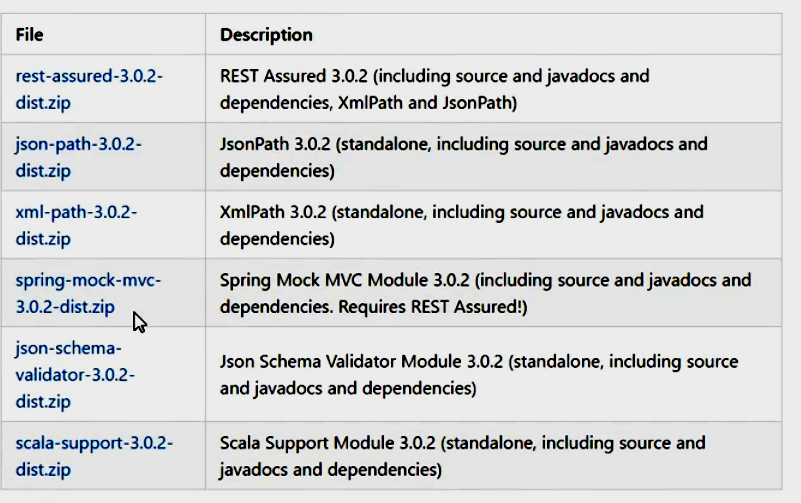 File Description
rest-assured-3.0.2-
dist.zip
REST Assured 3.0.2 (including source and javadocs and
dependencies, XmlPath and JsonPath)
json-path-3.0.2-
dist.zip
JsonPath 3.0.2 (standalone, including source and javadocs and
dependencies)
xml-path-3.0.2-
dist.zip
XmlPath 3.0.2 (standalone, including source and javadocs and
dependencies)
spring-mock-mvc-
3.0.2-dist.zip
Spring Mock MVC Module 3.0.2 (including source and javadocs and
dependencies. Requires REST Assured!)
json-schema-
validator-3.0.2-
dist.zip
Json Schema Validator Module 3.0.2 (standalone, including source
and javadocs and dependencies)
scala-support-3.0.2-
dist.zip
Scala Support Module 3.0.2 (standalone, including source and
javadocs and dependencies)